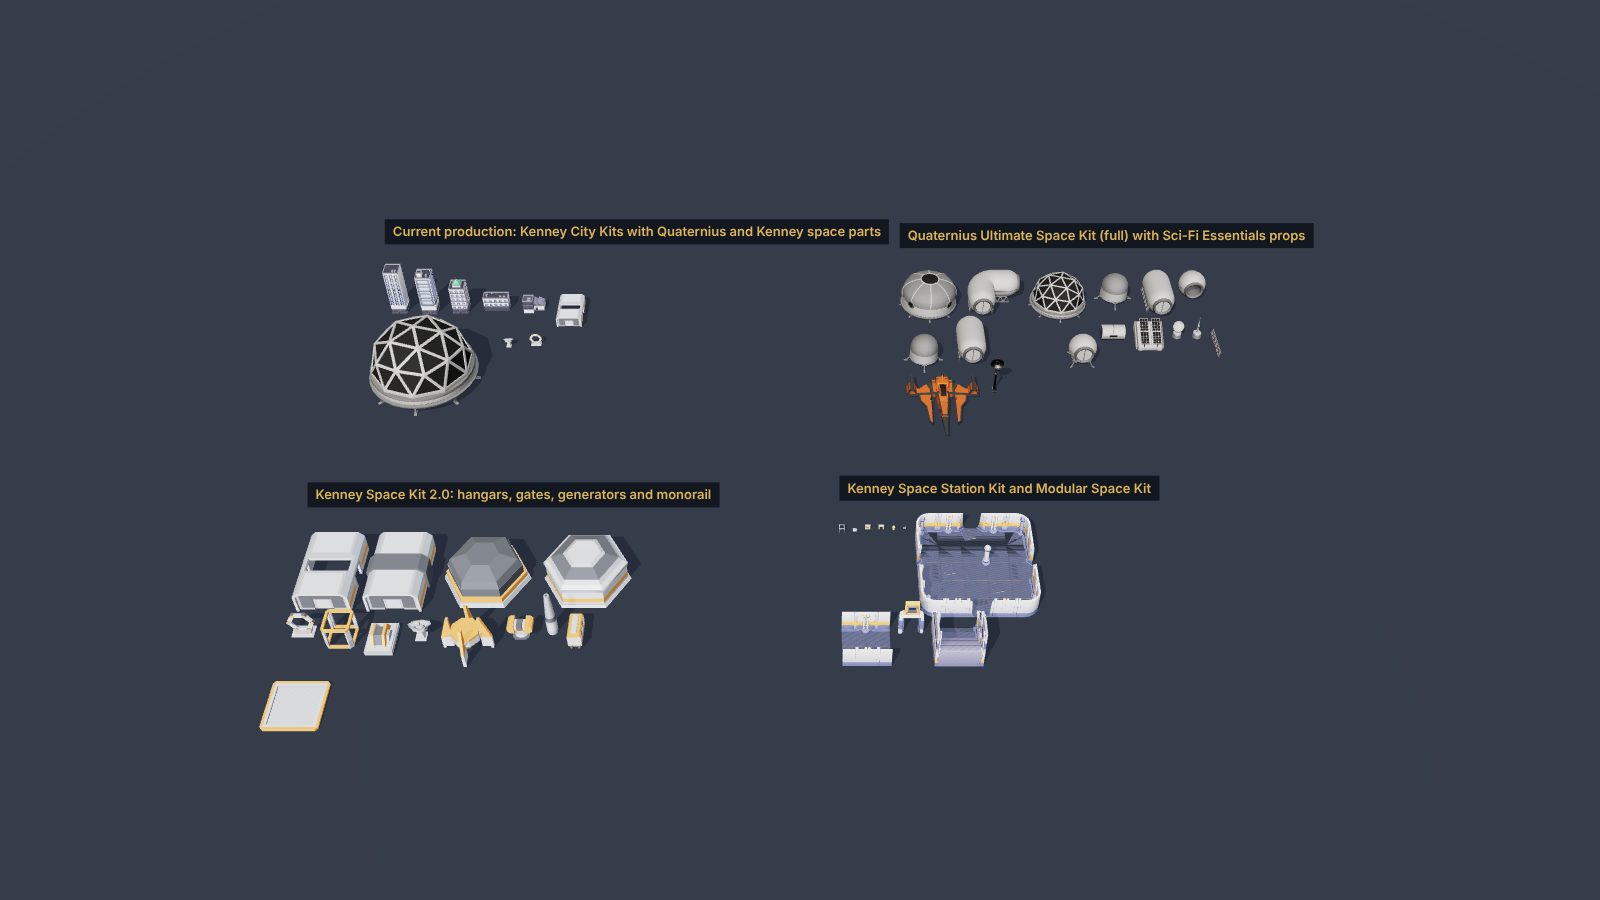 Current production: Kenney City Kits with Quaternius and Kenney space parts
Quaternius Ultimate Space Kit (full) with Sci-Fi Essentials props
Kenney Space Kit 2.0: hangars, gates, generators and monorail
Kenney Space Station Kit and Modular Space Kit